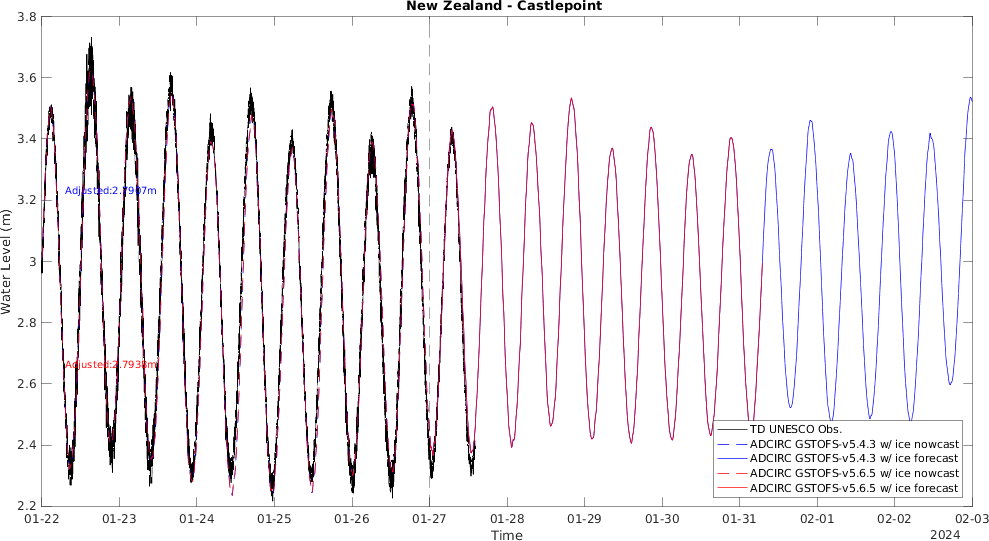 New Zealand - Castlepoint
3.8
3.6
3.4
3.2
3
2.8
2.6
2.4
2.2
Water Level (m)
Adjusted:2.7907m
Adjusted:2.7938m
TD UNESCO Obs.
ADCIRC GSTOFS-v5.4.3 w/ ice nowcast
ADCIRC GSTOFS-v5.4.3 w/ ice forecast
ADCIRC GSTOFS-v5.6.5 w/ ice nowcast
ADCIRC GSTOFS-v5.6.5 w/ ice forecast
01-22 01-23 01-24 01-25 01-26 01-27 01-28 01-29 01-30 01-31 02-01 02-02 02-03
Time
2024